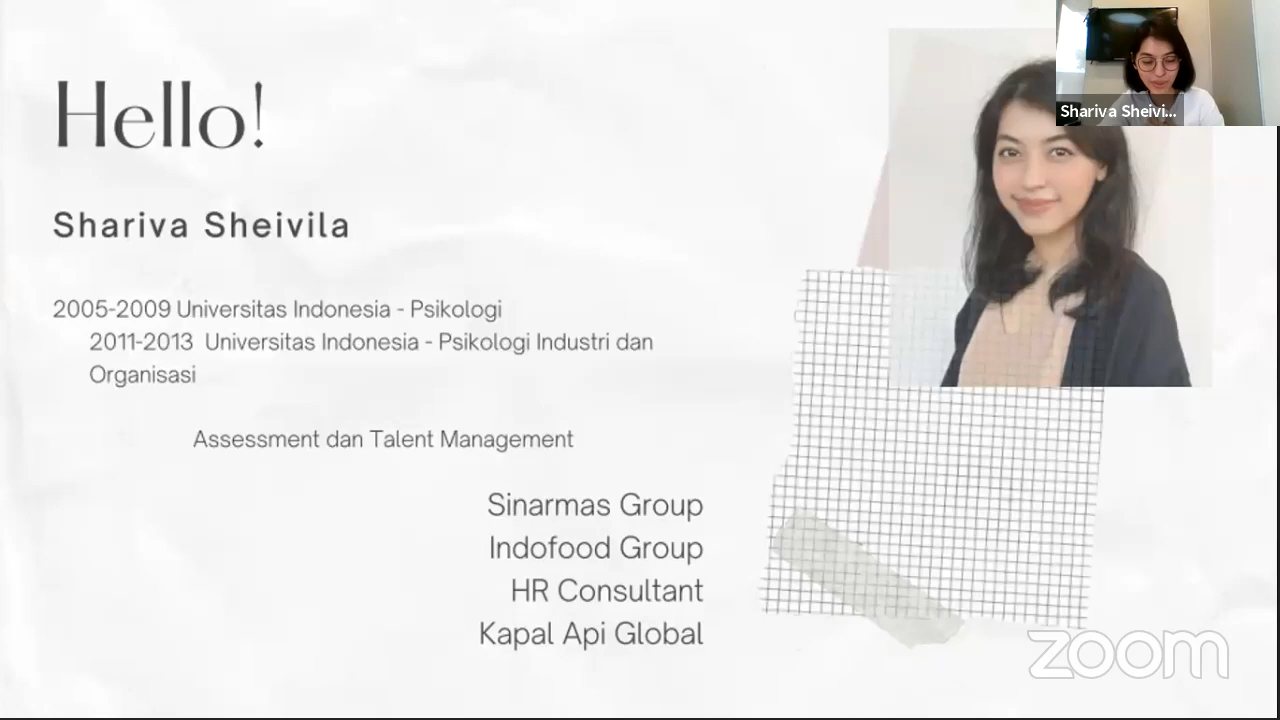 Hello!
Shariva Sheivi...
Shariva Sheivila
2005-2009 Universitas Indonesia - Psikologi
2011-2013 Universitas Indonesia - Psikologi Industri dan
Organisasi
Assessment dan Talent Management
Sinarmas Group
Indofood Group
HR Consultant
Kapal Api Global
zoom